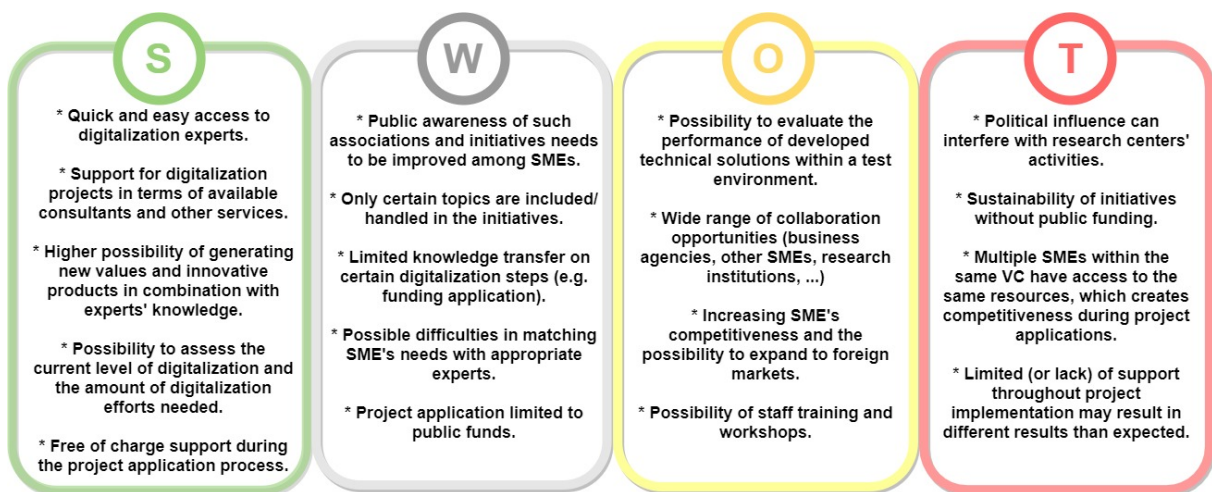 S
* Quick and easy access to
digitalization experts.
* Support for digitalization
projects in terms of available
consultants and other services.
* Higher possibility of generating
new values and innovative
products in combination with
experts' knowledge.
* Possibility to assess the
current level of digitalization and
the amount of digitalization
efforts needed.
* Free of charge support during
the project application process.
W
* Public awareness of such
associations and initiatives needs
to be improved among SMEs.
* Only certain topics are included/
handled in the initiatives.
* Limited knowledge transfer on
certain digitalization steps (e.g.
funding application).
* Possible difficulties in matching
SME's needs with appropriate
experts.
* Project application limited to
public funds.
O
* Possibility to evaluate the
performance of developed
technical solutions within a test
environment.
* Wide range of collaboration
opportunities (business
agencies, other SMEs, research
institutions, ...)
* Increasing SME's
competitiveness and the
possibility to expand to foreign
markets.
* Possibility of staff training and
workshops.
T
* Political influence can
interfere with research centers'
activities.
* Sustainability of initiatives
without public funding.
* Multiple SMEs within the
same VC have access to the
same resources, which creates
competitiveness during project
applications.
* Limited (or lack) of support
throughout project
implementation may result in
different results than expected.